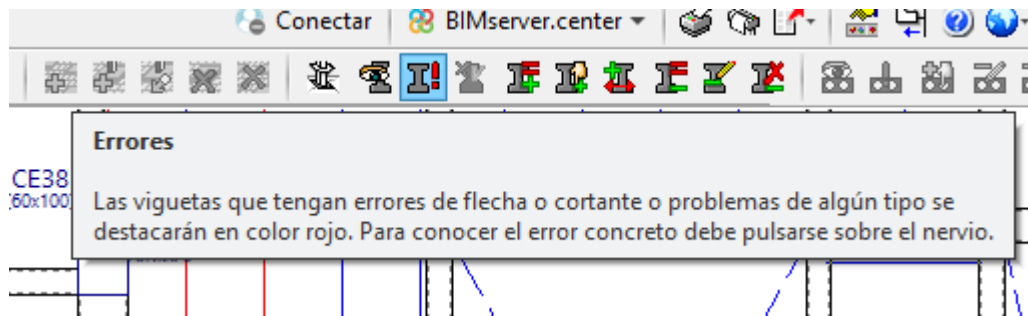 Conectar BIMserver.center
Errores
CE38
(60x100)
Las viguetas que tengan errores de flecha o cortante o problemas de algún tipo se
destacarán en color rojo. Para conocer el error concreto debe pulsarse sobre el nervio.